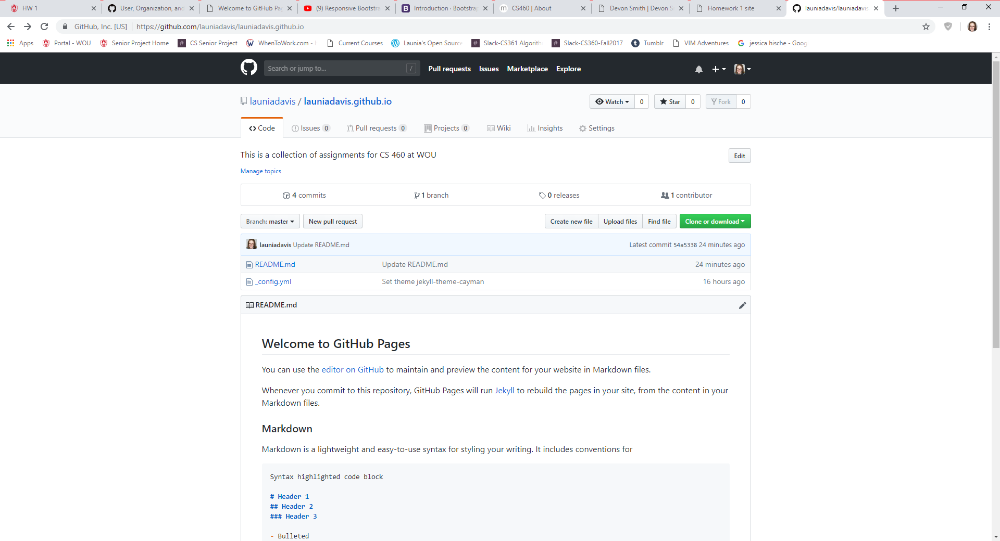 HW 1
User, Organization, and
Welcome to GitHub Pa
(9) Responsive Bootstra
Introduction · Bootstrap
CS460 | About
Devon Smith | Devon S
Homework 1 site
launiadavis/launiadavis
GitHub, Inc. [US] | https://github.com/launiadavis/launiadavis.github.io
Apps
Portal - WOU
Senior Project Home
CS Senior Project
WhenToWork.com -
Current Courses
Launia's Open Source
Slack-CS361 Algorith
Slack-CS360-Fall2017
Tumblr
VIM Adventures
jessica hische - Goog
Search or jump to... /
Pull requests Issues Marketplace Explore
launiadavis / launiadavis.github.io
Watch 0 Star 0 Fork 0
Code Issues 0 Pull requests 0 Projects 0 Wiki Insights Settings
This is a collection of assignments for CS 460 at WOU
Edit
Manage topics
4 commits 1 branch 0 releases 1 contributor
Branch: master New pull request Create new file Upload files Find file Clone or download
launiadavis Update README.md Latest commit 54a5338 24 minutes ago
README.md Update README.md 24 minutes ago
_config.yml Set theme jekyll-theme-cayman 16 hours ago
README.md
Welcome to GitHub Pages
You can use the editor on GitHub to maintain and preview the content for your website in Markdown files.
Whenever you commit to this repository, GitHub Pages will run Jekyll to rebuild the pages in your site, from the content in your
Markdown files.
Markdown
Markdown is a lightweight and easy-to-use syntax for styling your writing. It includes conventions for
Syntax highlighted code block
# Header 1
## Header 2
### Header 3
- Bulleted